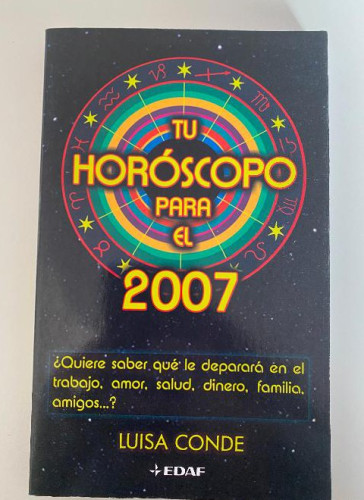 TU
HORÓSCOPO
PARA
EL
2007
¿Quiere saber qué le deparará en el
trabajo, amor, salud, dinero, familia,
amigos...?
LUISA CONDE
EDAF